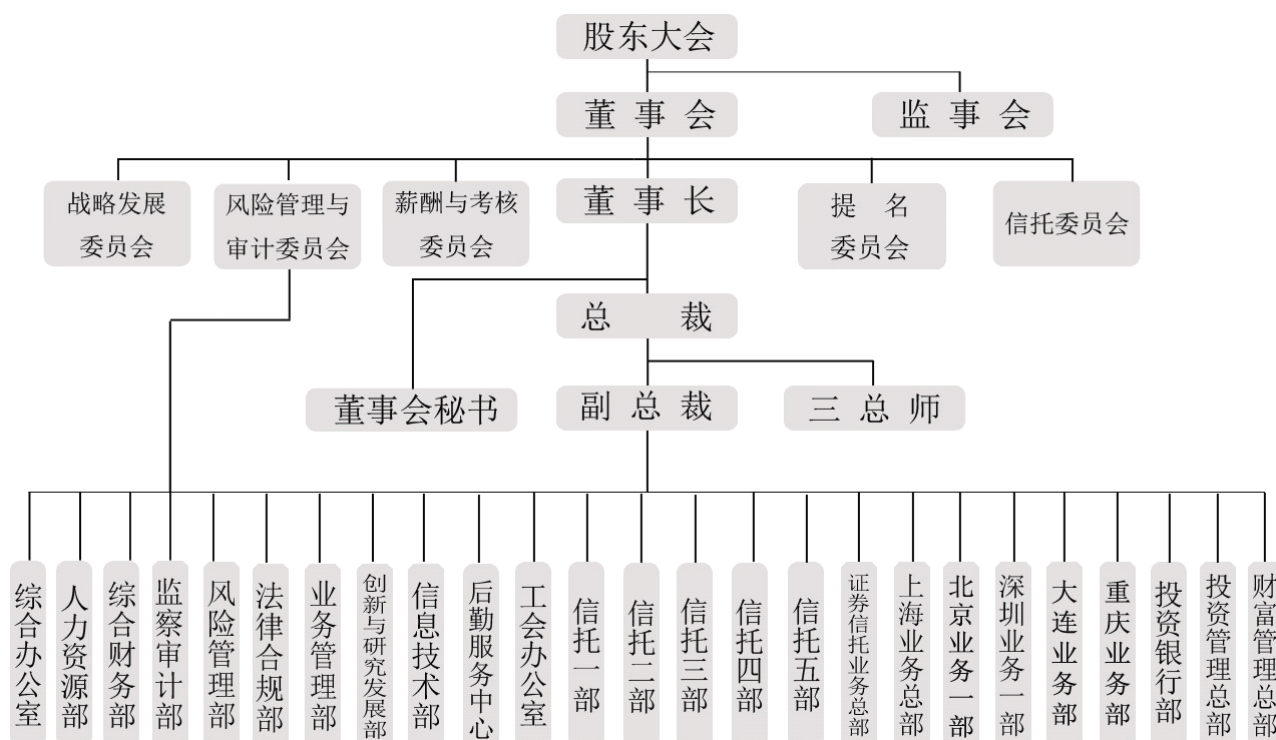 股东大会
董事会
监事会
战略发展
委员会
风险管理与
审计委员会
薪酬与考核
委员会
董事长
提 名
委员会
信托委员会
总 裁
董事会秘书
副总裁
三总师
综合办公室
人力资源部
综合财务部
监察审计部
风险管理部
法律合规部
业务管理部
创新与研究发展部
信息技术部
后勤服务中心
工会办公室
信托一部
信托二部
信托三部
信托四部
信托五部
证券信托业务总部
上海业务总部
北京业务一部
深圳业务一部
大连业务部
重庆业务部
投资银行部
投资管理总部
财富管理总部